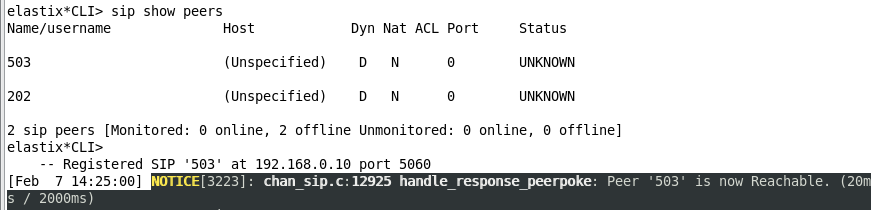 elastix*CLI> sip show peers
Name/username Host Dyn Nat ACL Port Status
503 (Unspecified) D N 0 UNKNOWN
202 (Unspecified) D N 0 UNKNOWN
2 sip peers [Monitored: 0 online, 2 offline Unmonitored: 0 online, 0 offline]
elastix*CLI>
-- Registered SIP '503' at 192.168.0.10 port 5060
[Feb 7 14:25:00] NOTICE[3223]: chan_sip.c:12925 handle_response_peerpoke: Peer '503' is now Reachable. (20m
s / 2000ms)